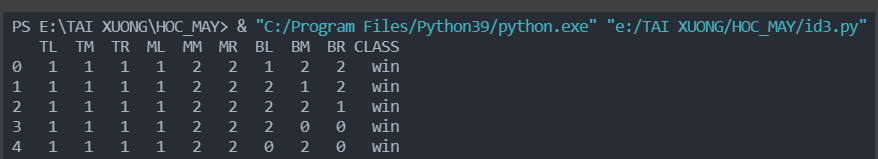 PS E:\TAI XUONG\HOC_MAY> & "C:/Program Files/Python39/python.exe" "e:/TAI XUONG/HOC_MAY/id3.py"
   TL  TM  TR  ML  MM  MR  BL  BM  BR CLASS
0   1   1   1   1   2   2   1   2   2   win
1   1   1   1   1   2   2   2   1   2   win
2   1   1   1   1   2   2   2   2   1   win
3   1   1   1   1   2   2   2   0   0   win
4   1   1   1   1   2   2   0   2   0   win